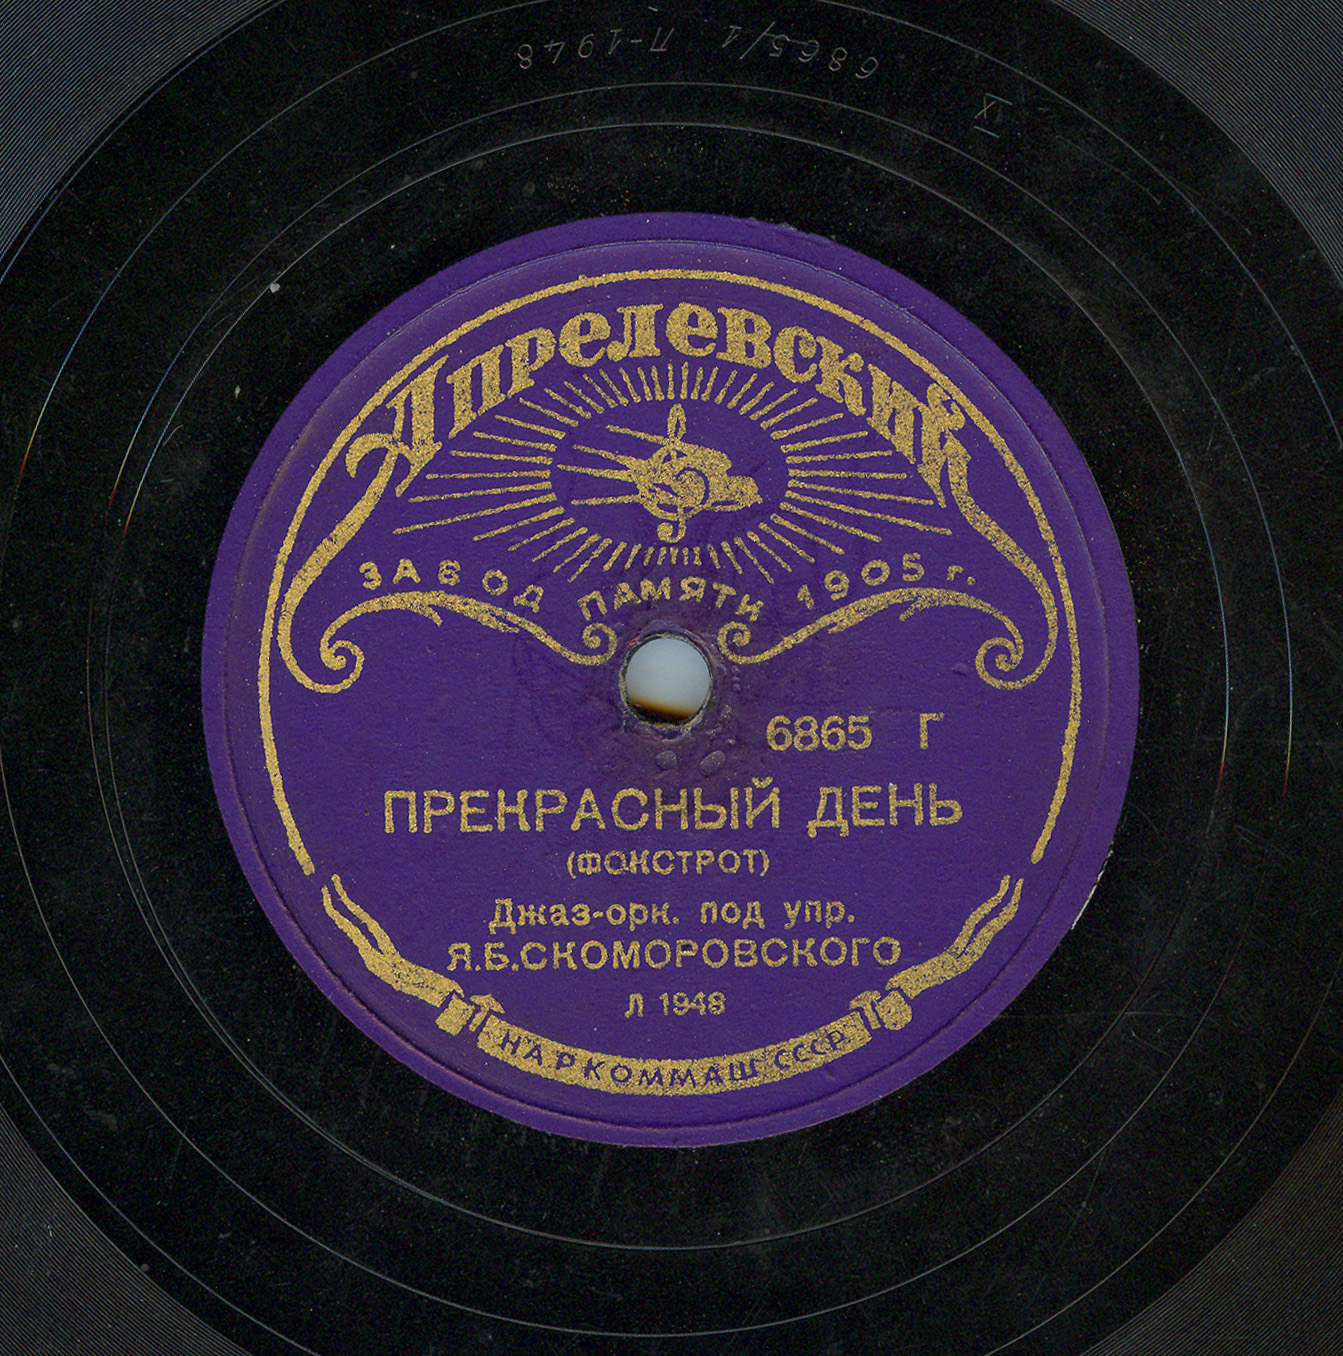 6865/1 Л-1948
IX
Апрелевский
ЗАВОД ПАМЯТИ 1905 г.
6865 Г
ПРЕКРАСНЫЙ ДЕНЬ
(ФОКСТРОТ)
Джаз-орк. под упр.
Я.Б.СКОМОРОВСКОГО
Л 1948
НАРКОММАШ СССР